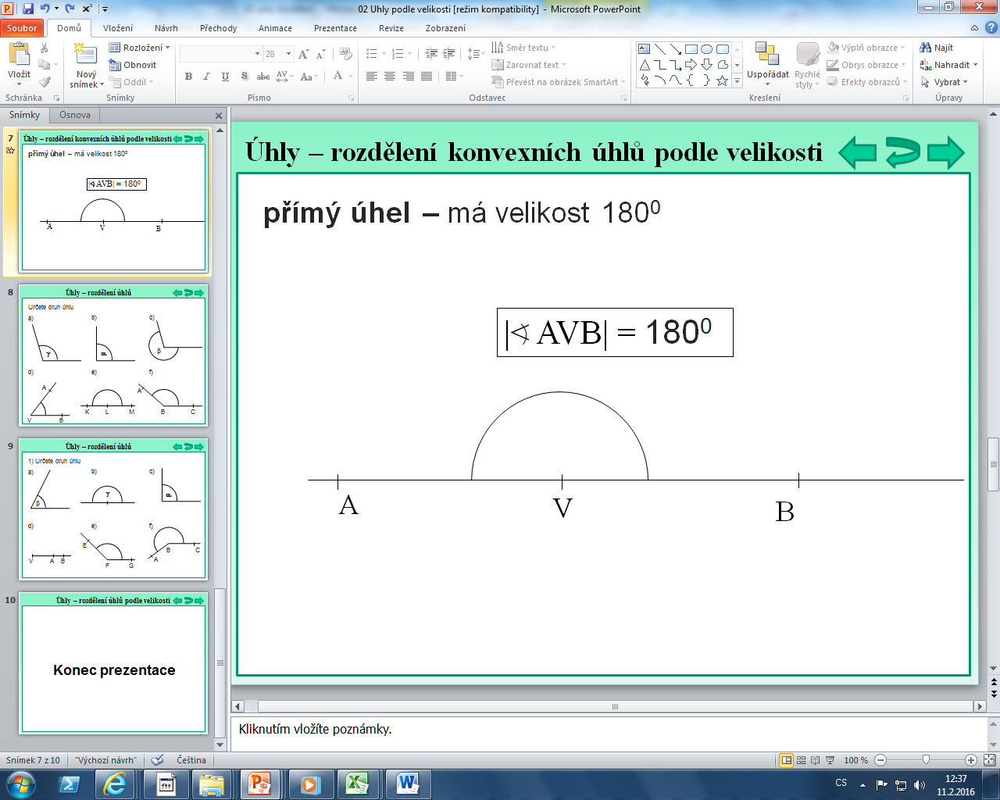 02 Uhly podle velikosti [režim kompatibility] - Microsoft PowerPoint
Soubor Domů Vložení Návrh Přechody Animace Prezentace Revize Zobrazení
Vložit
Schránka
Nový snímek
Rozložení
Obnovit
Oddíl
Snímky
28
B I U S abc AV Aa A
Písmo
Směr textu
Zarovnat text
Převést na obrázek SmartArt
Odstavec
Uspořádat
Rychlé styly
Výplň obrazce
Obrys obrazce
Efekty obrazců
Kreslení
Najít
Nahradit
Vybrat
Úpravy
Snímky Osnova
7
Úhly – rozdělení konvexních úhlů podle velikosti
přímý úhel – má velikost 180⁰
|∢ AVB| = 180⁰
A V B
8
Úhly – rozdělení úhlů
Určete druh úhlu
a) b) c)
γ α β
d) e) f)
A V B K L M A B C
9
Úhly – rozdělení úhlů
1) Určete druh úhlu
a) b) c)
β γ α
d) e) f)
V A B E F G A B C
10
Úhly – rozdělení úhlů podle velikosti
Konec prezentace
Úhly – rozdělení konvexních úhlů podle velikosti
přímý úhel – má velikost 180⁰
|∢ AVB| = 180⁰
A V B
Kliknutím vložíte poznámky.
Snímek 7 z 10 "Výchozí návrh" Čeština 100 %
CS 12:37
11.2.2016